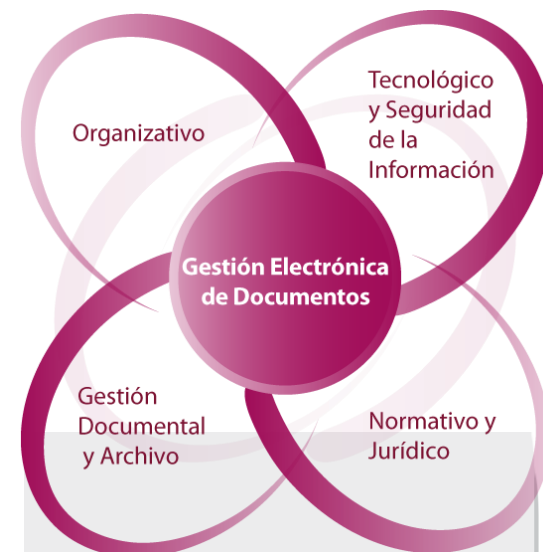 Organizativo
Tecnológico
y Seguridad
de la
Información
Gestión Electrónica
de Documentos
Gestión
Documental
y Archivo
Normativo y
Jurídico